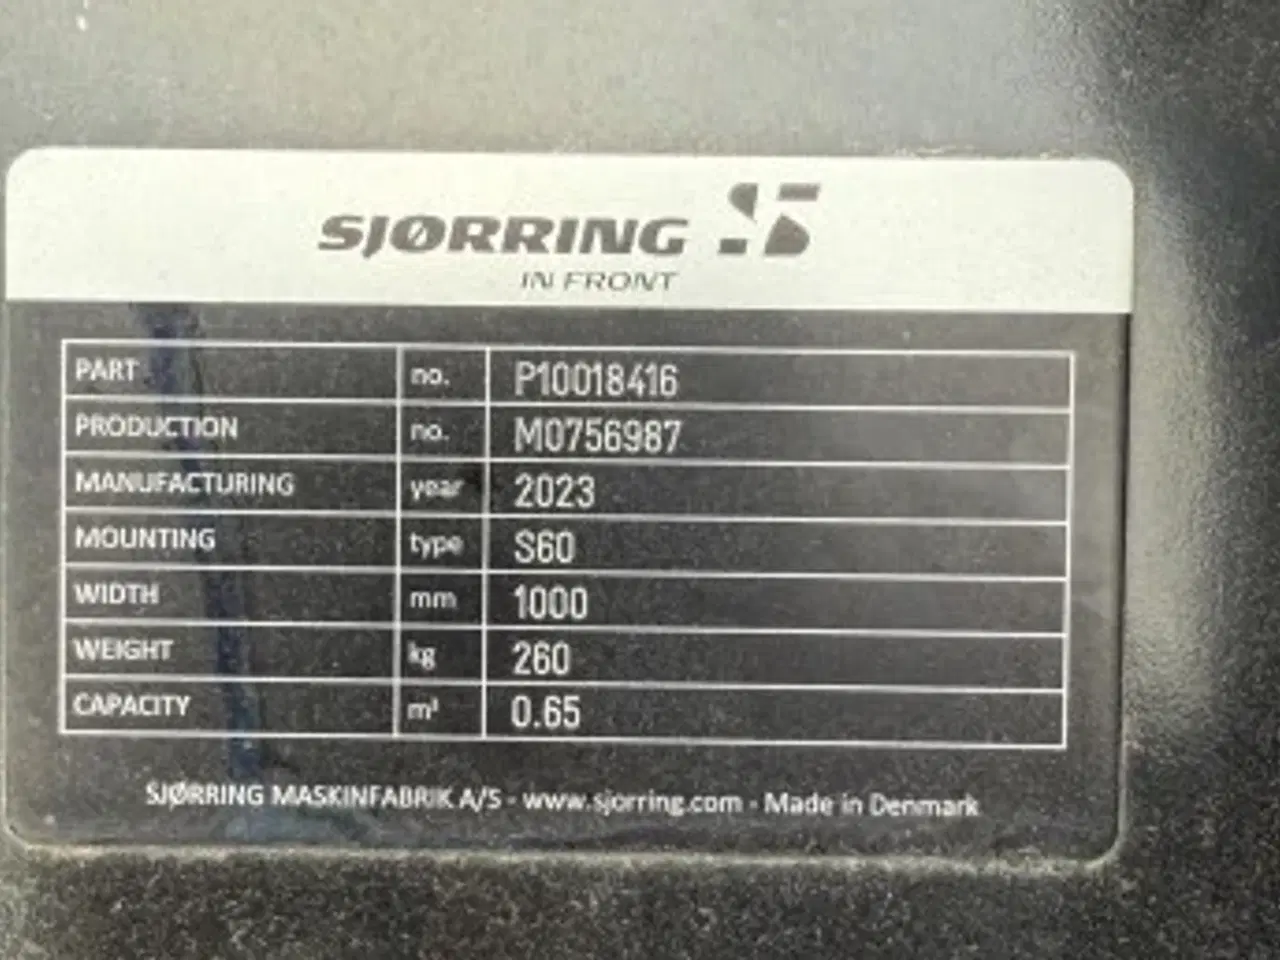 SJØRRING
IN FRONT
PART no. P10018416
PRODUCTION no. M0756987
MANUFACTURING year 2023
MOUNTING type S60
WIDTH mm 1000
WEIGHT kg 260
CAPACITY m³ 0.65
SJØRRING MASKINFABRIK A/S - www.sjorring.com - Made in Denmark